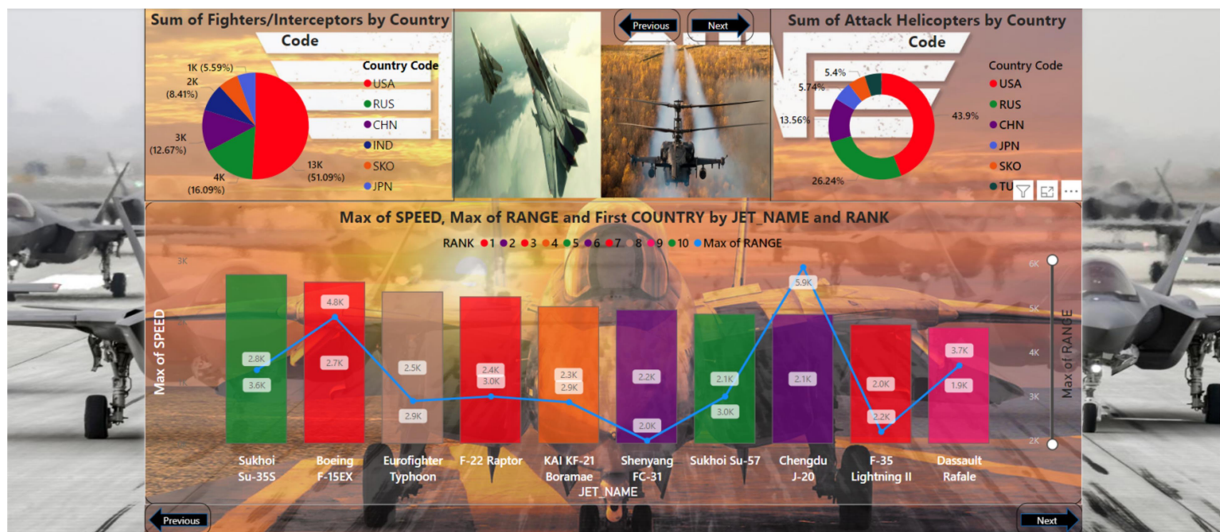 Sum of Fighters/Interceptors by Country
Code
1K (5.59%)
2K
(8.41%)
3K
(12.67%)
4K
(16.09%)
13K
(51.09%)
Country Code
USA
RUS
CHN
IND
SKO
JPN
Previous
Next
Sum of Attack Helicopters by Country
Code
5.4%
5.74%
13.56%
26.24%
43.9%
Country Code
USA
RUS
CHN
JPN
SKO
Max of SPEED, Max of RANGE and First COUNTRY by JET_NAME and RANK
RANK 1 2 3 4 5 6 7 8 9 10 Max of RANGE
Max of SPEED
3K
2.8K
3.6K
4.8K
2.7K
2.5K
2.9K
2.4K
3.0K
2.3K
2.9K
2.2K
2.0K
2.1K
3.0K
5.9K
2.1K
2.0K
2.2K
3.7K
1.9K
6K
4K
3K
2K
Max of RANGE
Sukhoi
Su-35S
Boeing
F-15EX
Eurofighter
Typhoon
F-22 Raptor
KAI KF-21
Boramae
Shenyang
FC-31
Sukhoi Su-57
Chengdu
J-20
F-35
Lightning II
Dassault
Rafale
JET_NAME
Previous
Next